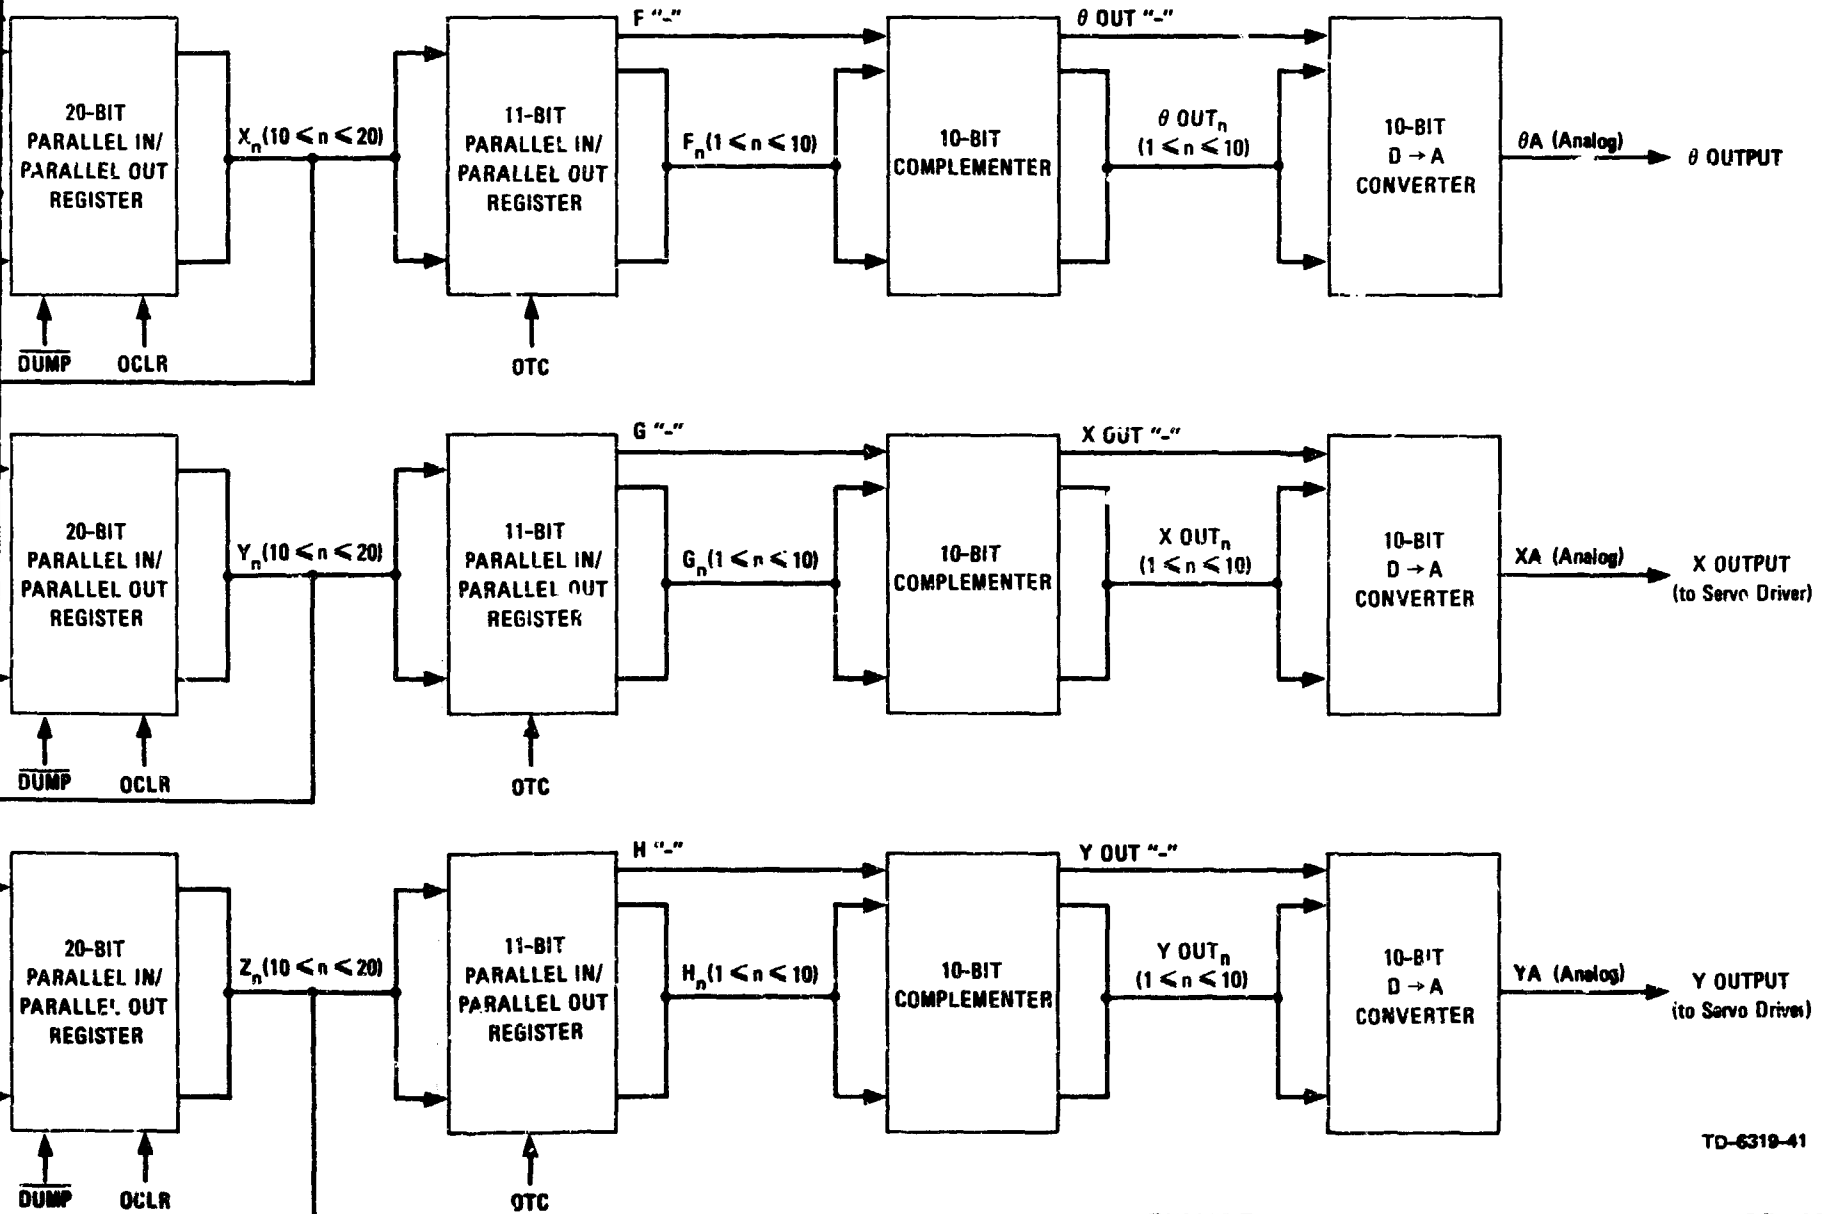 F “-”
θ OUT “-”
20-BIT
PARALLEL IN/
PARALLEL OUT
REGISTER
Xn(10 ≤ n ≤ 20)
11-BIT
PARALLEL IN/
PARALLEL OUT
REGISTER
Fn(1 ≤ n ≤ 10)
10-BIT
COMPLEMENTER
θ OUTn
(1 ≤ n ≤ 10)
10-BIT
D → A
CONVERTER
θA (Analog)
θ OUTPUT
DUMP
OCLR
OTC
G “-”
X OUT “-”
20-BIT
PARALLEL IN/
PARALLEL OUT
REGISTER
Yn(10 ≤ n ≤ 20)
11-BIT
PARALLEL IN/
PARALLEL OUT
REGISTER
Gn(1 ≤ n ≤ 10)
10-BIT
COMPLEMENTER
X OUTn
(1 ≤ n ≤ 10)
10-BIT
D → A
CONVERTER
XA (Analog)
X OUTPUT
(to Servo Driver)
DUMP
OCLR
OTC
H “-”
Y OUT “-”
20-BIT
PARALLEL IN/
PARALLEL OUT
REGISTER
Zn(10 ≤ n ≤ 20)
11-BIT
PARALLEL IN/
PARALLEL OUT
REGISTER
Hn(1 ≤ n ≤ 10)
10-BIT
COMPLEMENTER
Y OUTn
(1 ≤ n ≤ 10)
10-BIT
D → A
CONVERTER
YA (Analog)
Y OUTPUT
(to Servo Driver)
DUMP
OCLR
OTC
TD-6319-41